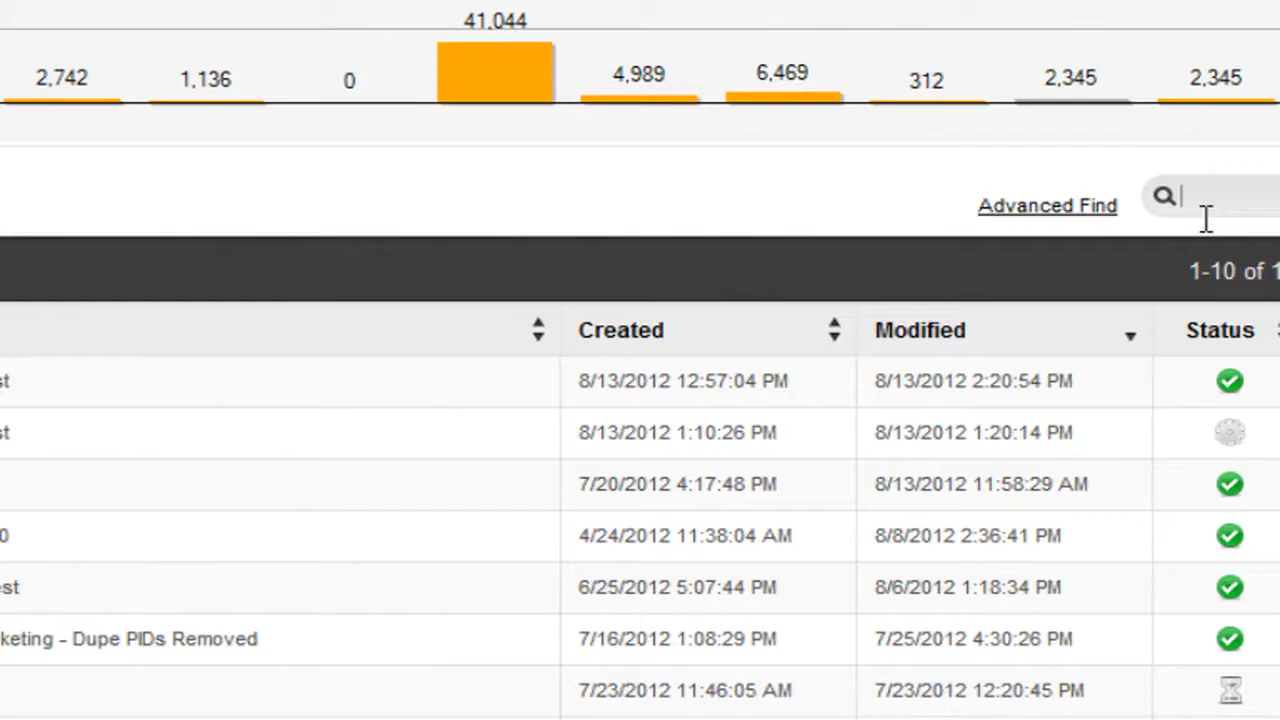 41,044
2,742 1,136 0 4,989 6,469 312 2,345 2,345
Advanced Find
1-10 of 1
Created Modified Status
st 8/13/2012 12:57:04 PM 8/13/2012 2:20:54 PM
st 8/13/2012 1:10:26 PM 8/13/2012 1:20:14 PM
7/20/2012 4:17:48 PM 8/13/2012 11:58:29 AM
0 4/24/2012 11:38:04 AM 8/8/2012 2:36:41 PM
est 6/25/2012 5:07:44 PM 8/6/2012 1:18:34 PM
keting - Dupe PIDs Removed 7/16/2012 1:08:29 PM 7/25/2012 4:30:26 PM
7/23/2012 11:46:05 AM 7/23/2012 12:20:45 PM